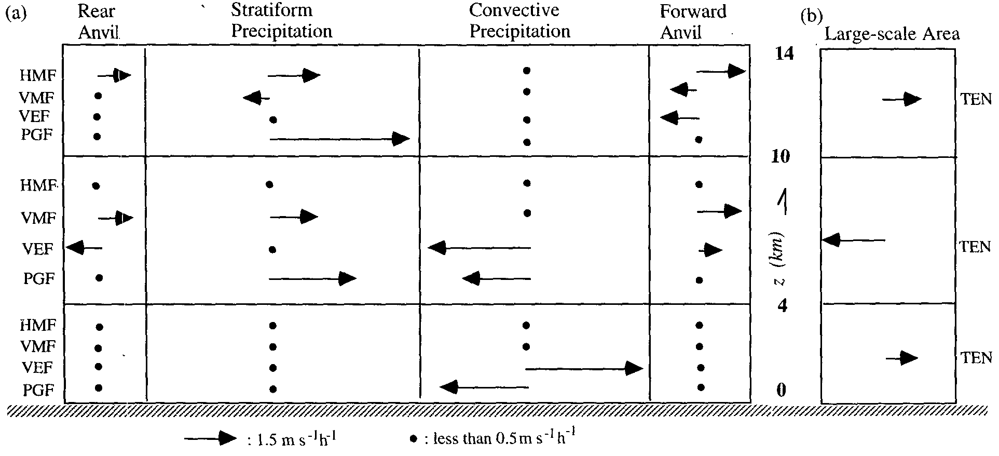 (a)
Rear
Anvil
Stratiform
Precipitation
Convective
Precipitation
Forward
Anvil
(b)
Large-scale Area
14
HMF
VMF
VEF
PGF
TEN
10
HMF
VMF
VEF
PGF
z (km)
TEN
4
HMF
VMF
VEF
PGF
TEN
0
: 1.5 m s⁻¹h⁻¹
: less than 0.5 m s⁻¹h⁻¹